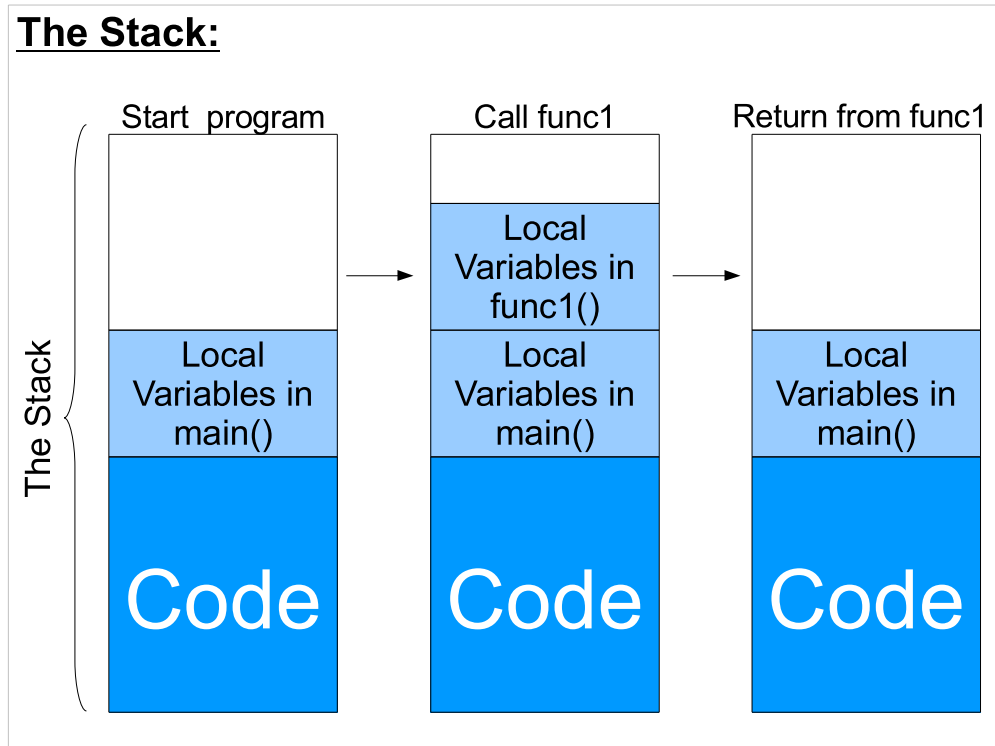 The Stack:
Start  program
Call func1
Return from func1
The Stack
Local
Variables in
main()
Code
Local
Variables in
func1()
Local
Variables in
main()
Code
Local
Variables in
main()
Code